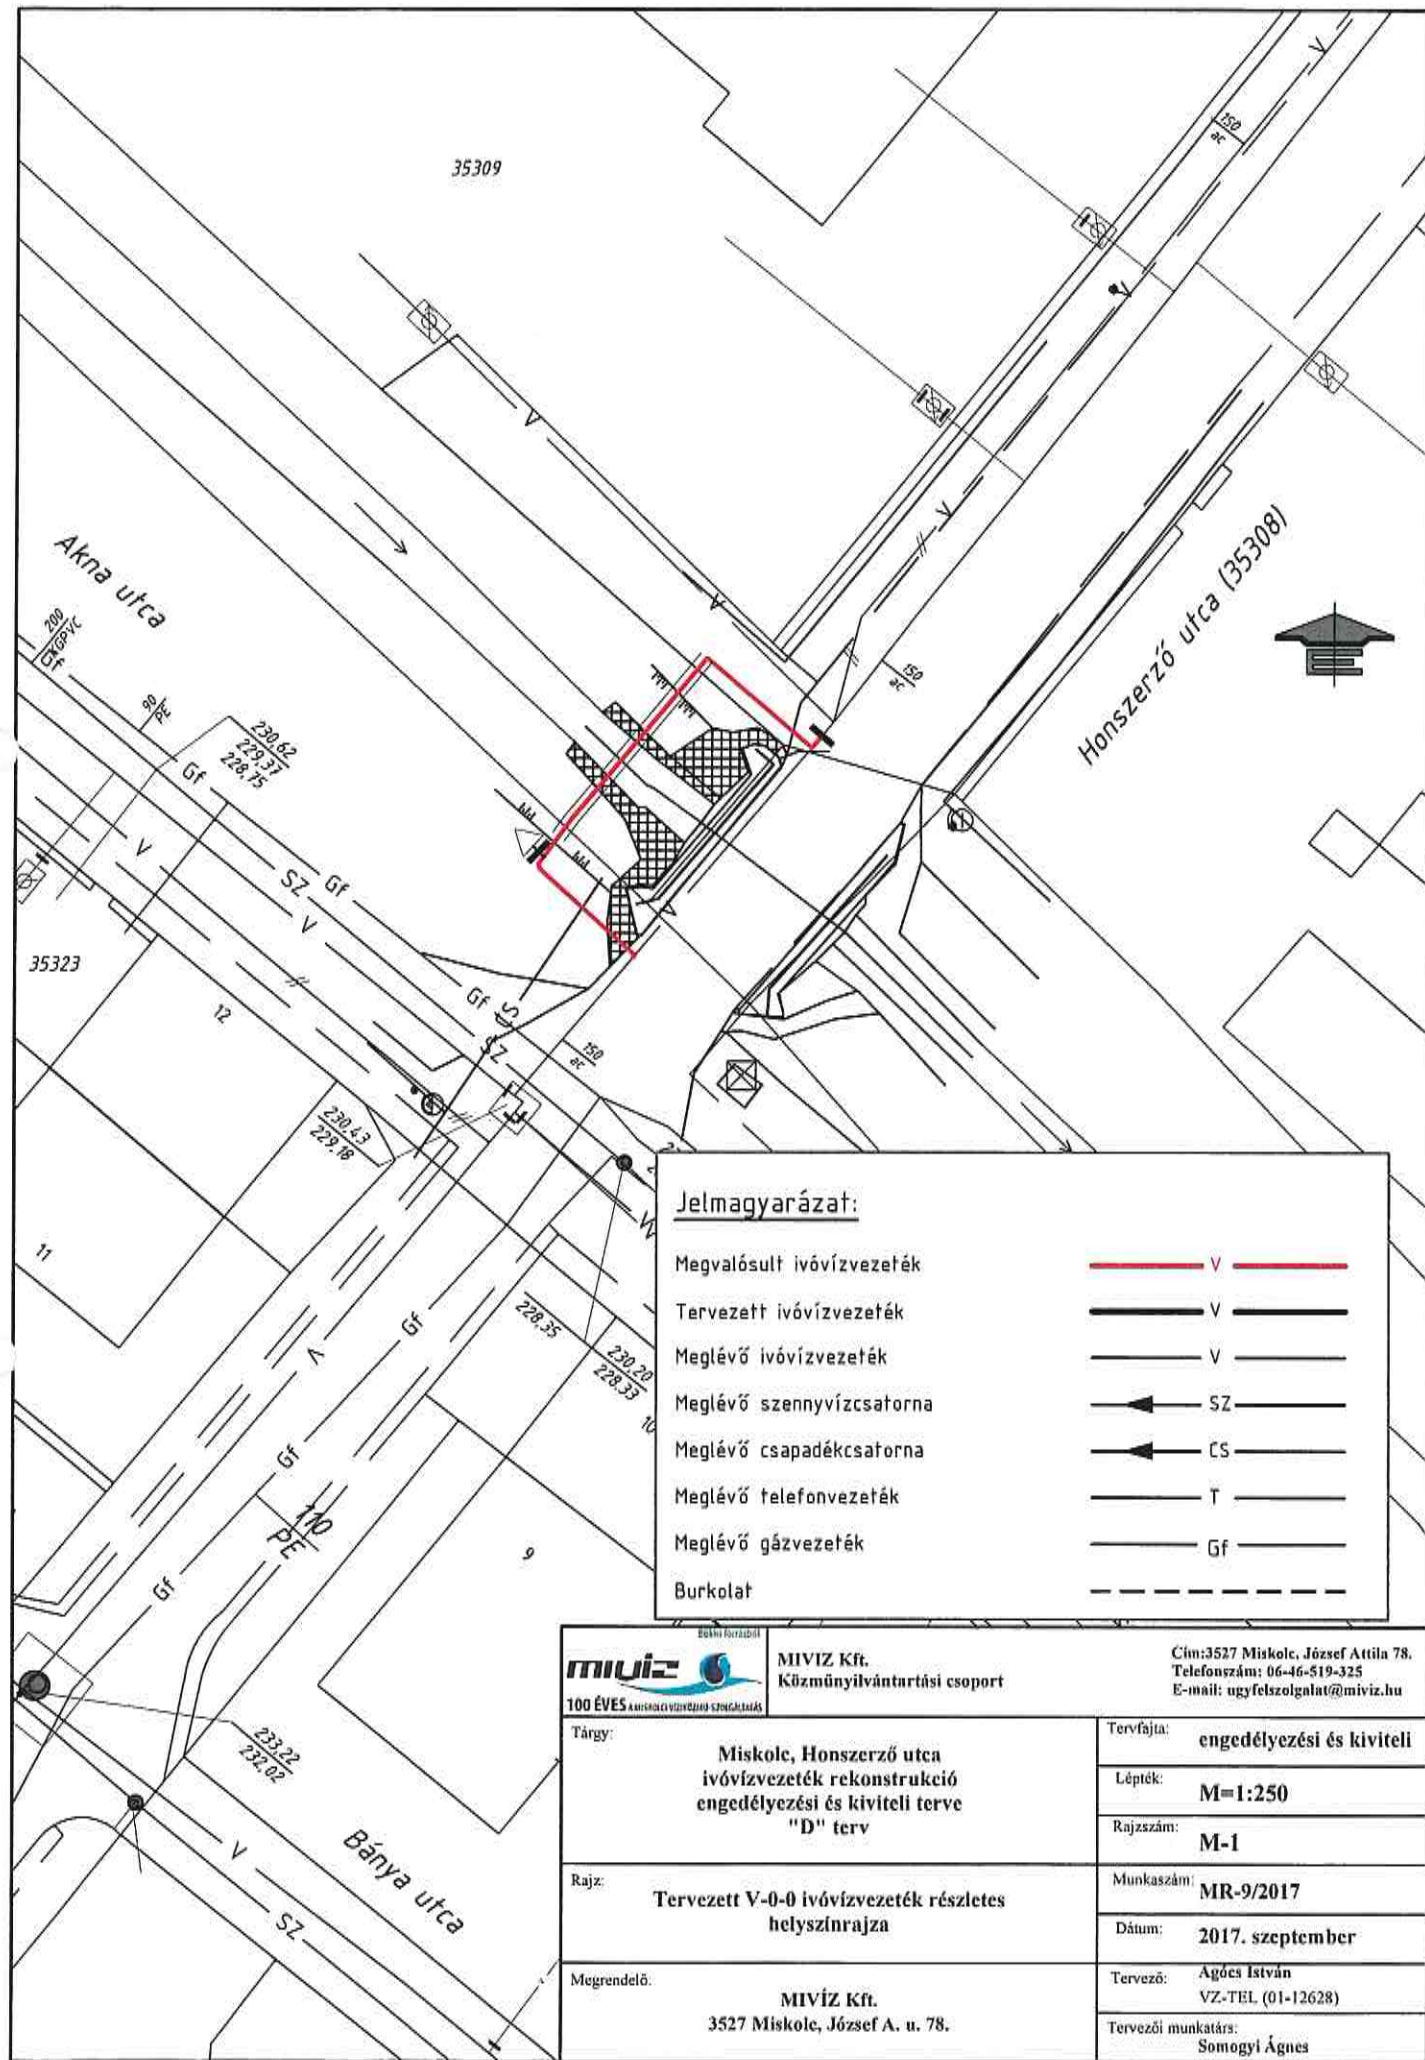 35309
V
150
ac
V
V
V
Akna utca
200
KGPVC
Gf
90
PE
230,62
229,37
228,75
Gf
V
V
150
ac
Honszerző utca (35308)
V
SZ
Gf
V
35323
12
Gf
CS
SZ
150
ac
230,43
229,18
11
V
Gf
228,35
230,20
228,33
10
Gf
110
PE
9
Gf
233,22
232,02
Bánya utca
V
SZ
Jelmagyarázat:
Megvalósult ivóvízvezeték V
Tervezett ivóvízvezeték V
Meglévő ivóvízvezeték V
Meglévő szennyvízcsatorna SZ
Meglévő csapadékcsatorna CS
Meglévő telefonvezeték T
Meglévő gázvezeték Gf
Burkolat
Bükki forrásból
miviz
100 ÉVES A MISKOLCI VÍZIKÖZMŰ-SZOLGÁLTATÁS
MIVIZ Kft.
Közműnyilvántartási csoport
Cím:3527 Miskolc, József Attila 78.
Telefonszám: 06-46-519-325
E-mail: ugyfelszolgalat@miviz.hu
Tárgy:
Miskolc, Honszerző utca
ivóvízvezeték rekonstrukció
engedélyezési és kiviteli terve
"D" terv
Tervfajta: engedélyezési és kiviteli
Lépték: M=1:250
Rajzszám: M-1
Rajz:
Tervezett V-0-0 ivóvízvezeték részletes
helyszínrajza
Munkaszám: MR-9/2017
Dátum: 2017. szeptember
Megrendelő:
MIVÍZ Kft.
3527 Miskolc, József A. u. 78.
Tervező: Agócs István
VZ-TEL (01-12628)
Tervezői munkatárs:
Somogyi Ágnes